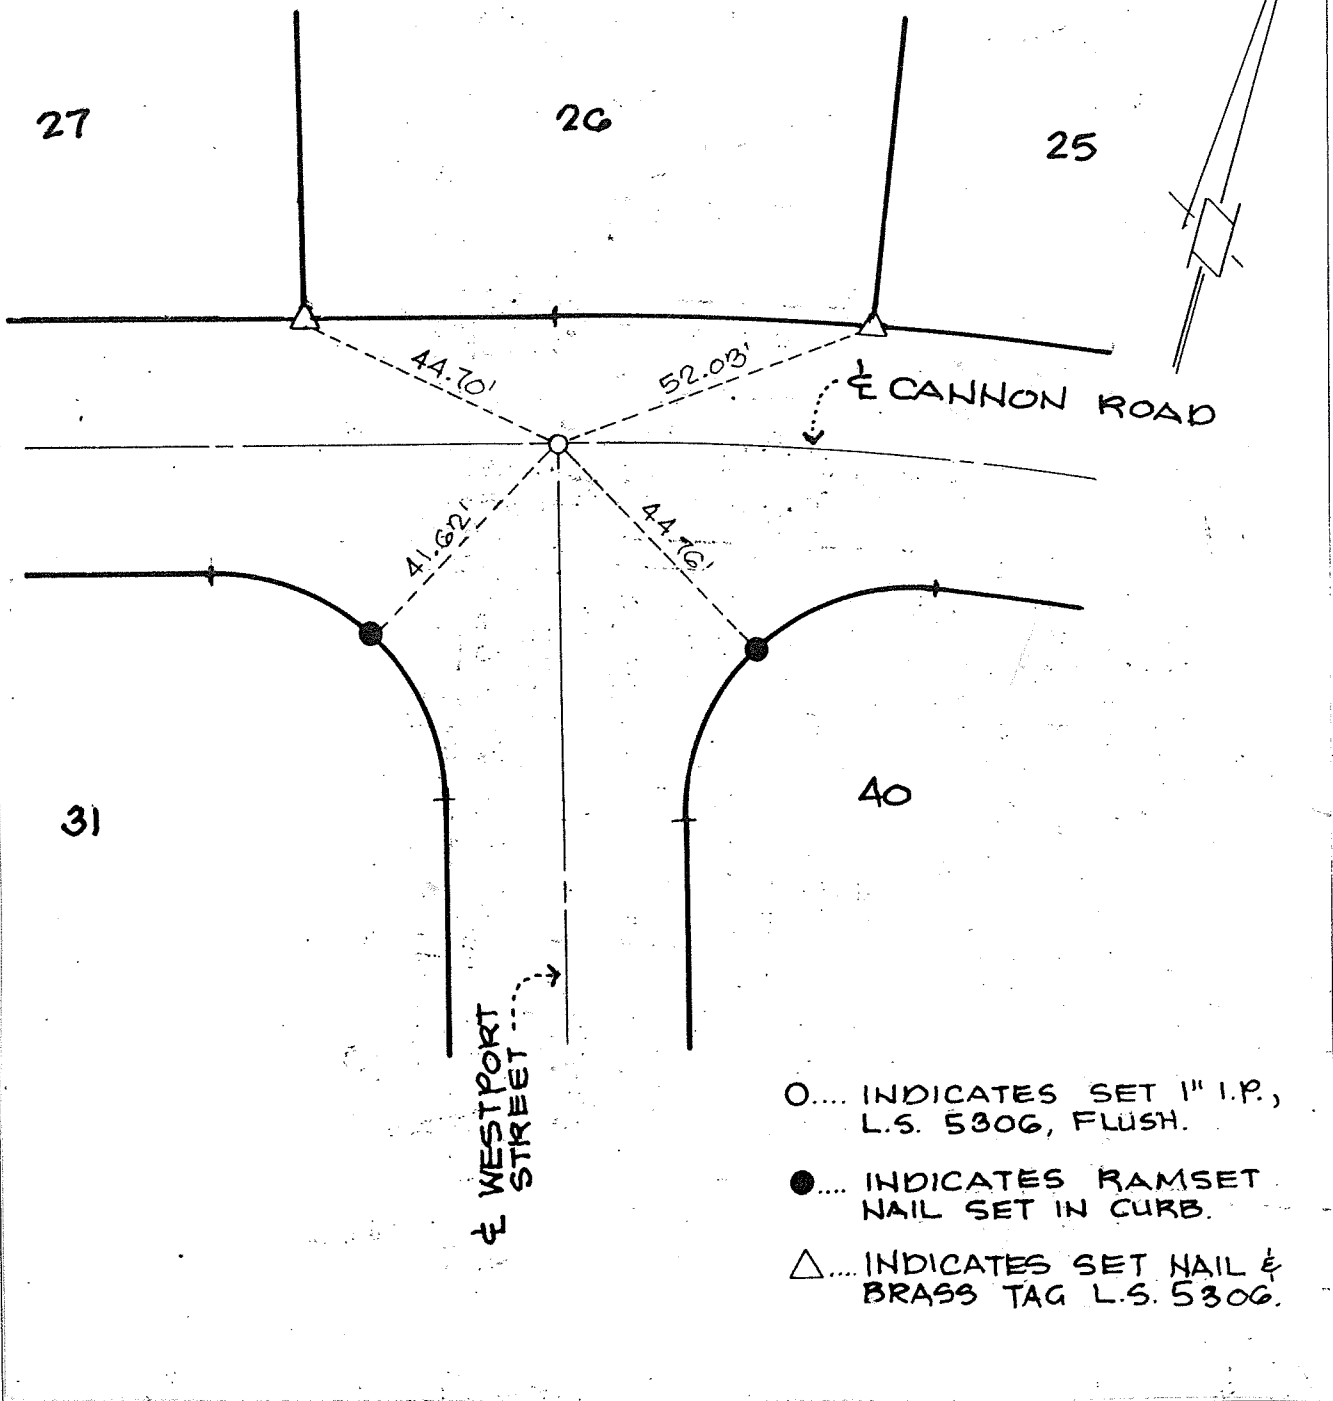 27
26
25
44.70'
52.03'
℄ CANNON ROAD
41.62'
44.76'
31
40
℄ WESTPORT
STREET
O.... INDICATES SET 1" I.P.,
L.S. 5306, FLUSH.
●.... INDICATES RAMSET
NAIL SET IN CURB.
△.... INDICATES SET NAIL &
BRASS TAG L.S. 5306.